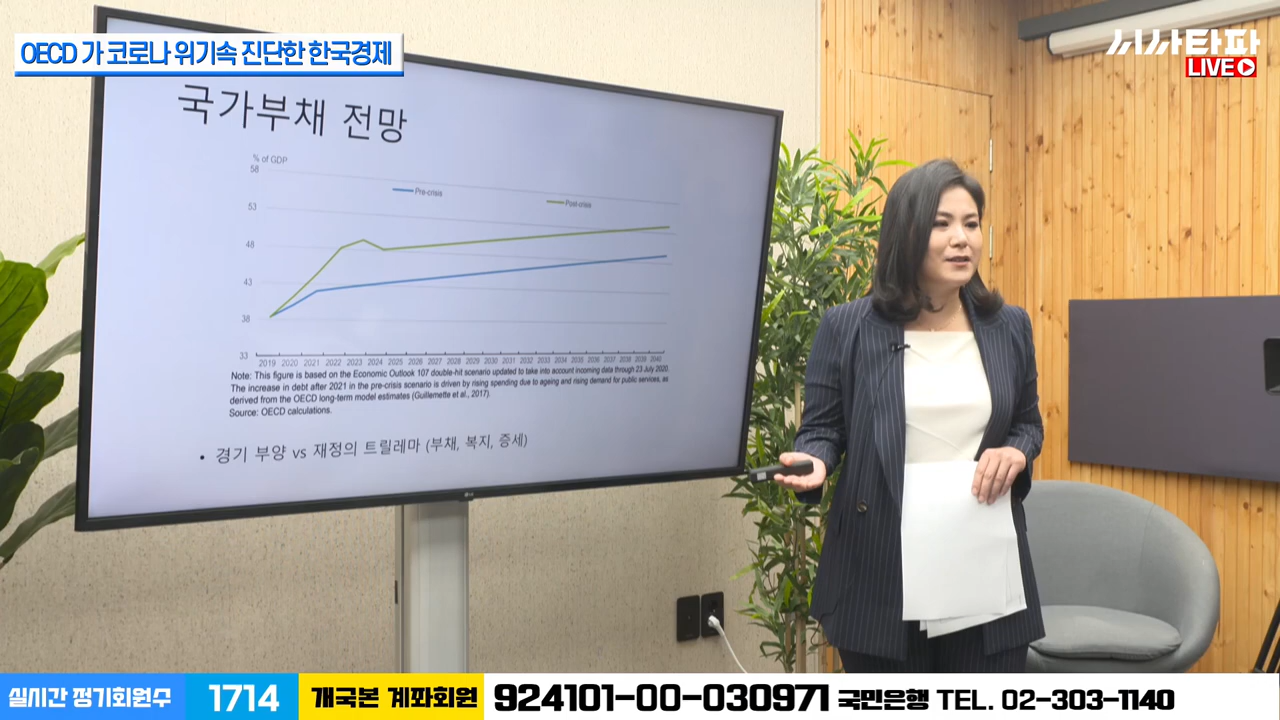 OECD 가 코로나 위기속 진단한 한국경제
시사타파
LIVE
국가부채 전망
% of GDP
58
53
48
43
38
33
Pre-crisis
Post-crisis
2019 2020 2021 2022 2023 2024 2025 2026 2027 2028 2029 2030 2031 2032 2033 2034 2035 2036 2037 2038 2039 2040
Note: This figure is based on the Economic Outlook 107 double-hit scenario updated to take into account incoming data through 23 July 2020.
The increase in debt after 2021 in the pre-crisis scenario is driven by rising spending due to ageing and rising demand for public services, as
derived from the OECD long-term model estimates (Guillemette et al., 2017).
Source: OECD calculations.
• 경기 부양 vs 재정의 트릴레마 (부채, 복지, 증세)
LG
실시간 정기회원수 1714 개국본 계좌회원 924101-00-030971 국민은행 TEL. 02-303-1140